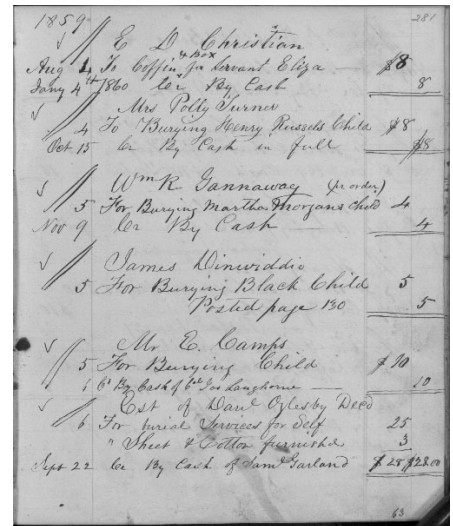 1859 281
E D Christian
Aug 4 To Coffin & Box for Servant Eliza — $8
Jany 4th 1860 Cr By Cash 8
Mrs Polly Turner
4 To Burying Henry Russels Child $8
Oct 15 Cr By Cash in full $8
Wm R. Gannaway (pr order)
5 For Burying Martha Morgans Child 4
Nov 9 Cr By Cash — 4
James Dinwiddie
5 For Burying Black Child 5
Posted page 130 5
Mr E. Camps
5 For Burying Child $10
6 By Cash of Jas Langhorne — 10
Est of Danl Oglesby Decd
6 For burial Services for Self 25
" Sheet & Cotton furnished 3
Sept 22 Cr By Cash of Saml Garland $28 $28.00
63